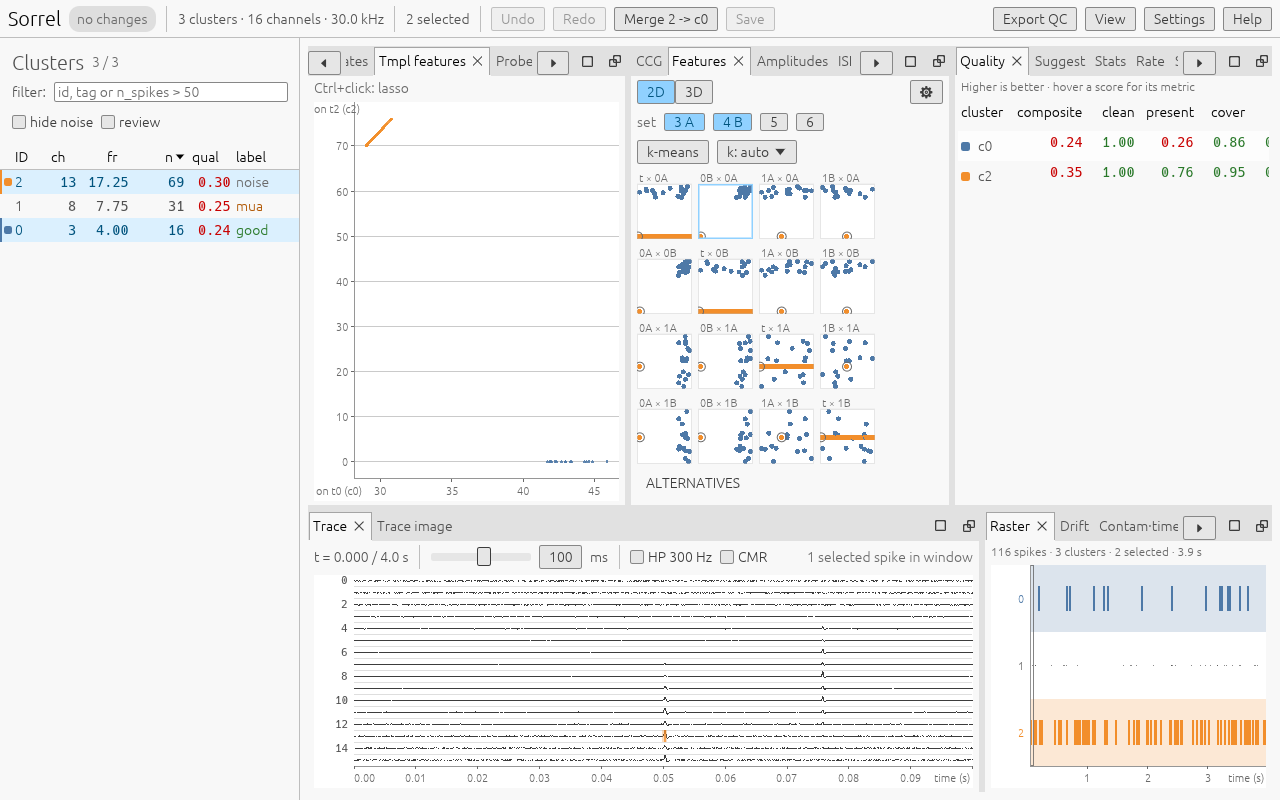 Sorrel no changes 3 clusters · 16 channels · 30.0 kHz 2 selected Undo Redo Merge 2 -> c0 Save Export QC View Settings Help
Clusters 3 / 3
filter: id, tag or n_spikes > 50
hide noise review
ID ch fr n qual label
2 13 17.25 69 0.30 noise
1 8 7.75 31 0.25 mua
0 3 4.00 16 0.24 good
ates Tmpl features Probe
Ctrl+click: lasso
on t2 (c2)
70
60
50
40
30
20
10
0
on t0 (c0) 30 35 40 45
CCG Features Amplitudes ISI
2D 3D
set 3 A 4 B 5 6
k-means k: auto
t × 0A 0B × 0A 1A × 0A 1B × 0A
0A × 0B t × 0B 1A × 0B 1B × 0B
0A × 1A 0B × 1A t × 1A 1B × 1A
0A × 1B 0B × 1B 1A × 1B t × 1B
ALTERNATIVES
Quality Suggest Stats Rate
Higher is better · hover a score for its metric
cluster composite clean present cover
c0 0.24 1.00 0.26 0.86
c2 0.35 1.00 0.76 0.95
Trace Trace image
t = 0.000 / 4.0 s 100 ms HP 300 Hz CMR 1 selected spike in window
0
2
4
6
8
10
12
14
0.00 0.01 0.02 0.03 0.04 0.05 0.06 0.07 0.08 0.09 time (s)
Raster Drift Contam-time
116 spikes · 3 clusters · 2 selected · 3.9 s
0
1
2
1 2 3 time (s)